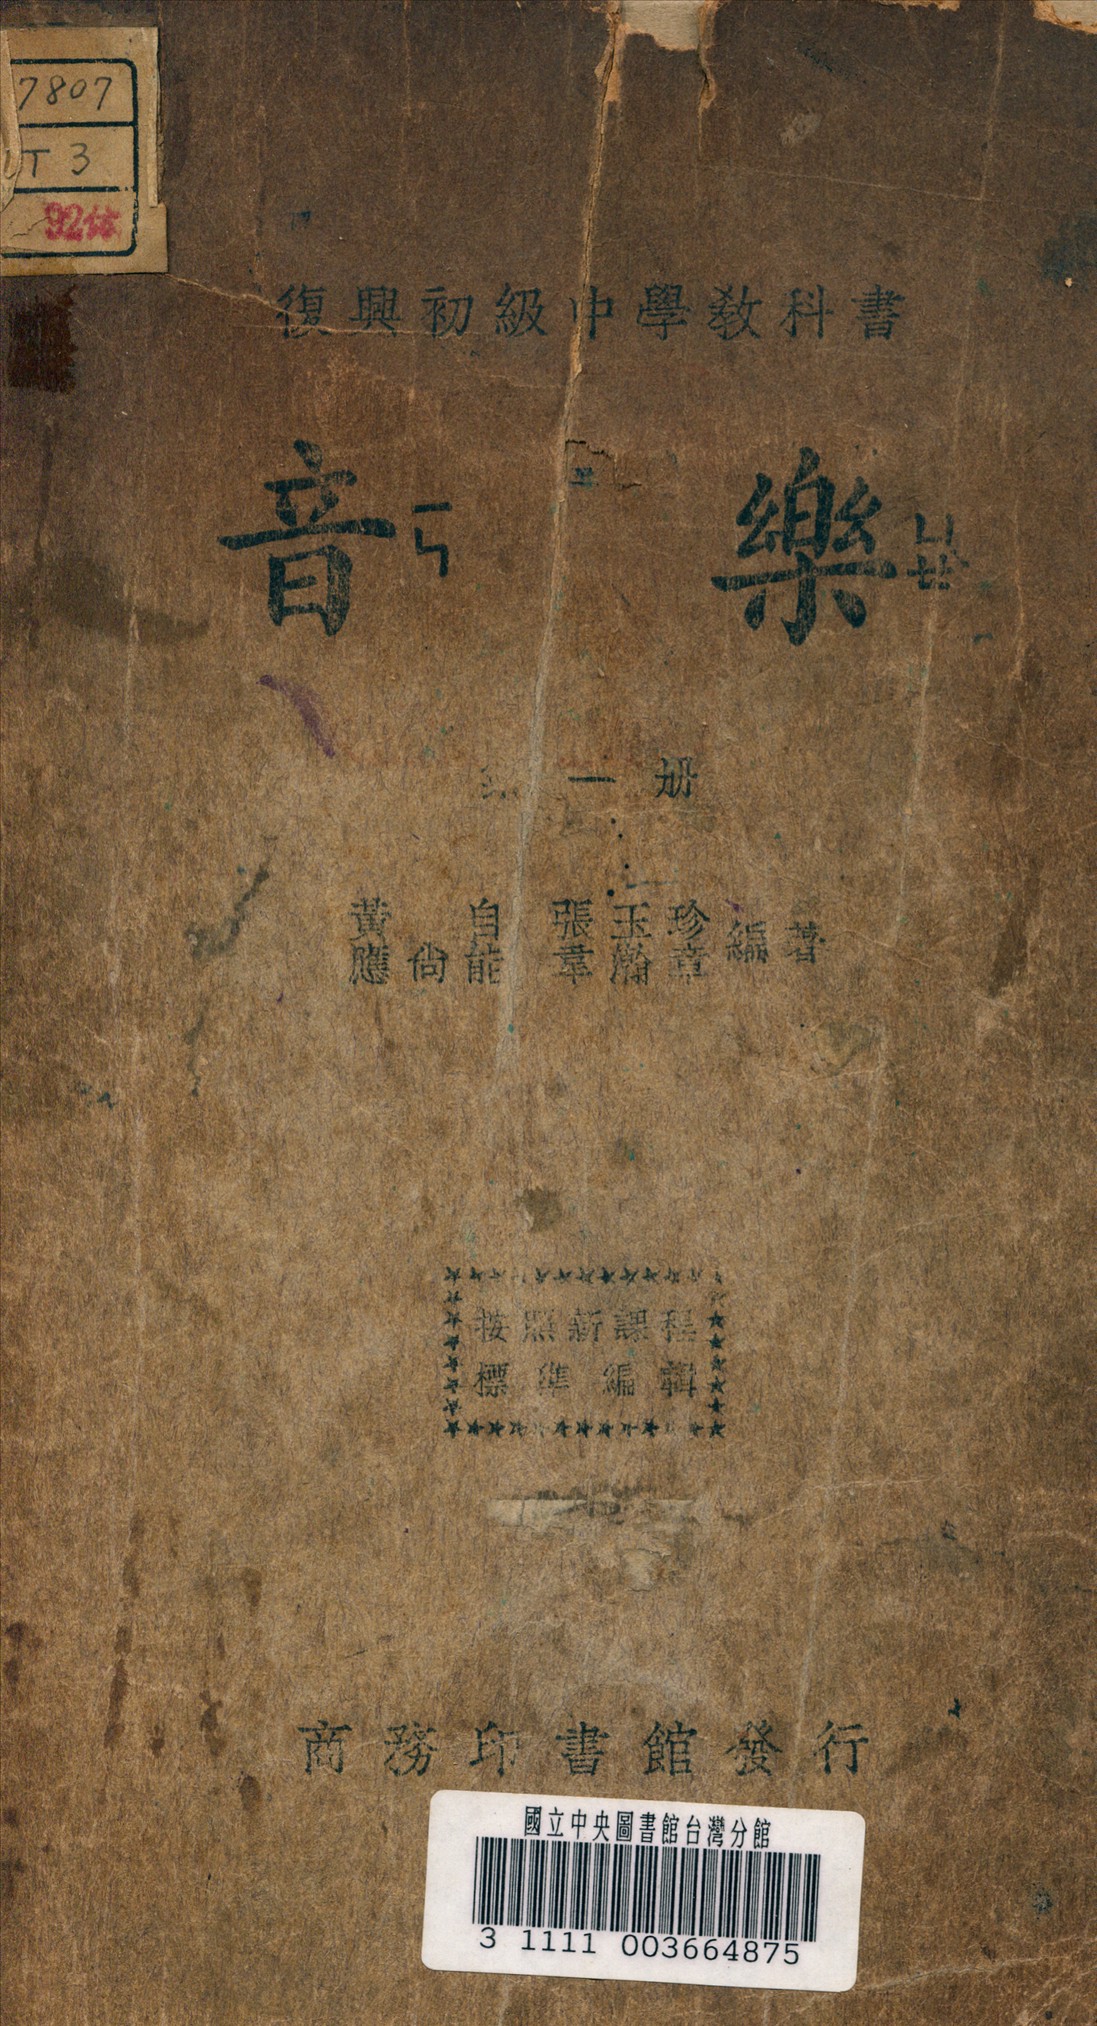 7807
T 3
92
復興初級中學教科書
音ㄧㄣ 樂ㄩㄝ
一册
黃自 張玉珍
應尚能 韋瀚章
編著
按照新課程
標準編輯
商務印書館發行
國立中央圖書館台灣分館
3 1111 003664875